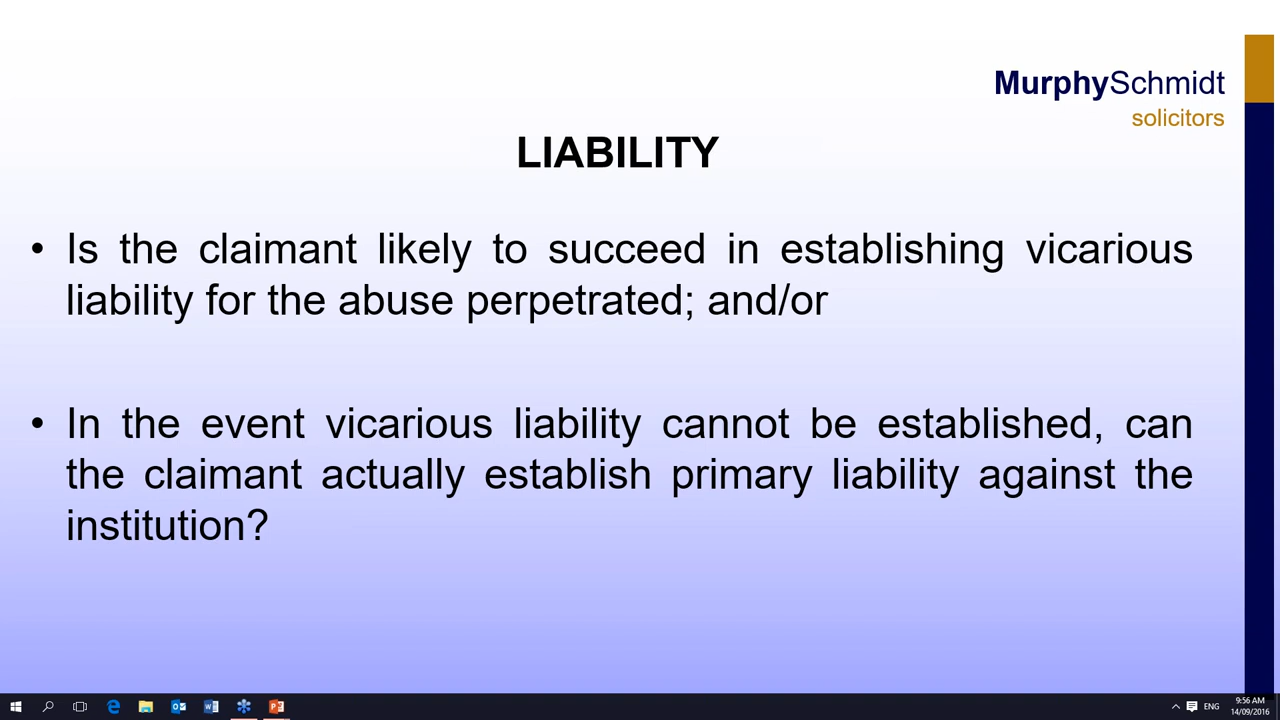 MurphySchmidt
solicitors
LIABILITY
• Is the claimant likely to succeed in establishing vicarious
liability for the abuse perpetrated; and/or
• In the event vicarious liability cannot be established, can
the claimant actually establish primary liability against the
institution?
ENG
9:56 AM
14/09/2016